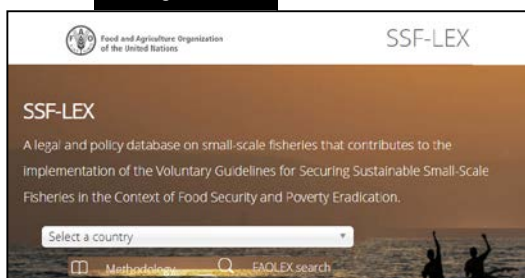 Food and Agriculture Organization
of the United Nations
SSF-LEX
SSF-LEX
A legal and policy database on small-scale fisheries that contributes to the
implementation of the Voluntary Guidelines for Securing Sustainable Small-Scale
Fisheries in the Context of Food Security and Poverty Eradication.
Select a country
Methodology FAOLEX search